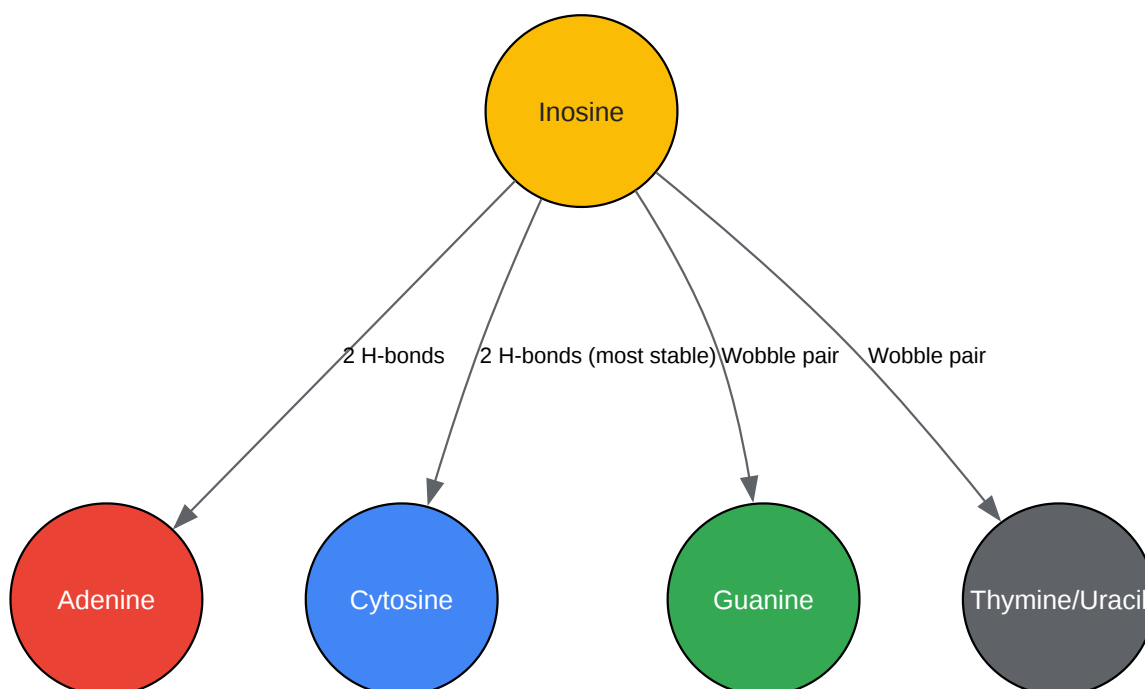 Inosine
2 H-bonds
2 H-bonds (most stable)
Wobble pair
Wobble pair
Adenine
Cytosine
Guanine
Thymine/Uracil